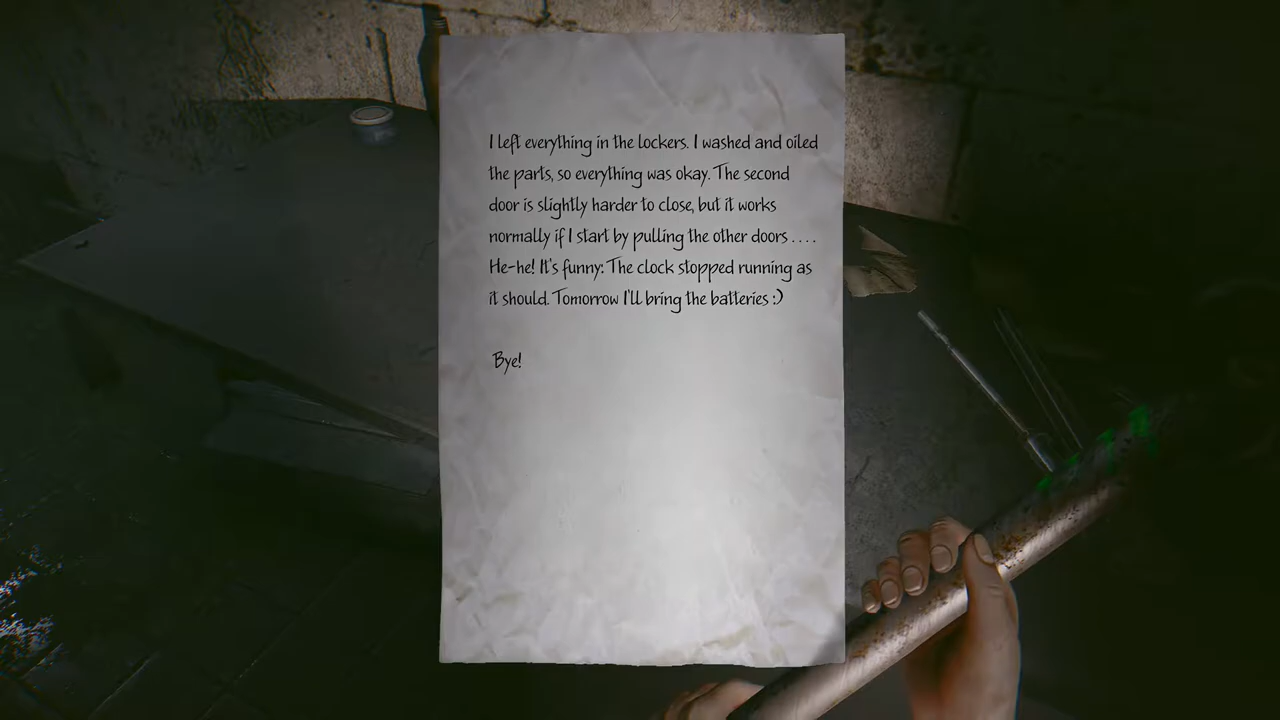 I left everything in the lockers. I washed and oiled
the parts, so everything was okay. The second
door is slightly harder to close, but it works
normally if I start by pulling the other doors . . . .
He-he! It's funny: The clock stopped running as
it should. Tomorrow I'll bring the batteries :)
Bye!